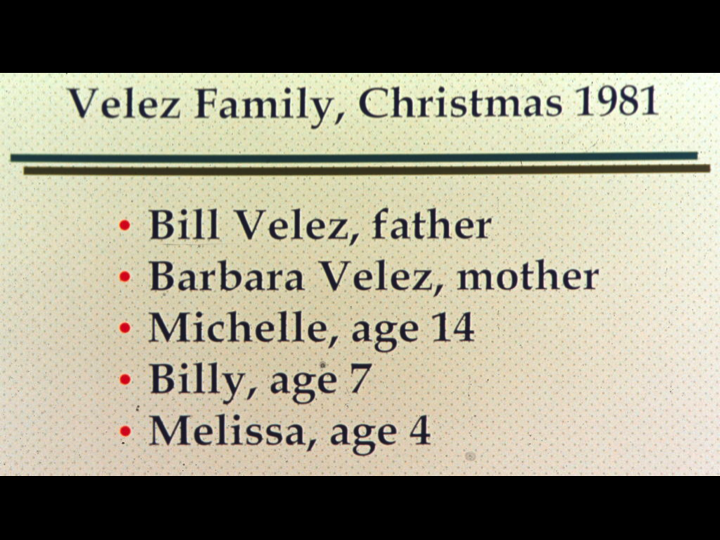 Velez Family, Christmas 1981
• Bill Velez, father
• Barbara Velez, mother
• Michelle, age 14
• Billy, age 7
• Melissa, age 4